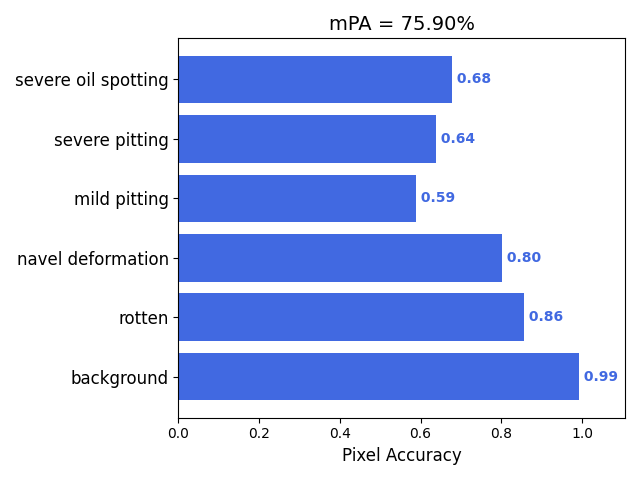 mPA = 75.90%
severe oil spotting 0.68
severe pitting 0.64
mild pitting 0.59
navel deformation 0.80
rotten 0.86
background 0.99
0.0 0.2 0.4 0.6 0.8 1.0
Pixel Accuracy